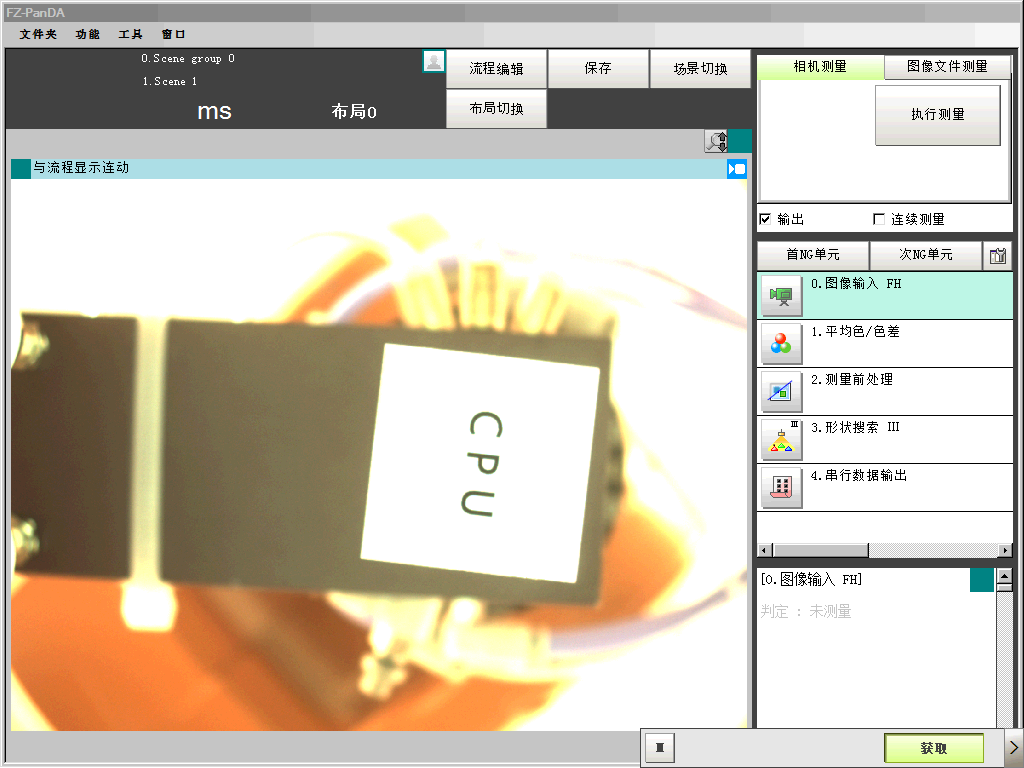 FZ-PanDA
文件夹 功能 工具 窗口
0.Scene group 0
1.Scene 1
ms 布局0
流程编辑 保存 场景切换
布局切换
与流程显示连动
CPU
相机测量 图像文件测量
执行测量
输出 连续测量
首NG单元 次NG单元
0.图像输入 FH
1.平均色/色差
2.测量前处理
III
3.形状搜索 III
4.串行数据输出
[0.图像输入 FH]
判定 : 未测量
获取